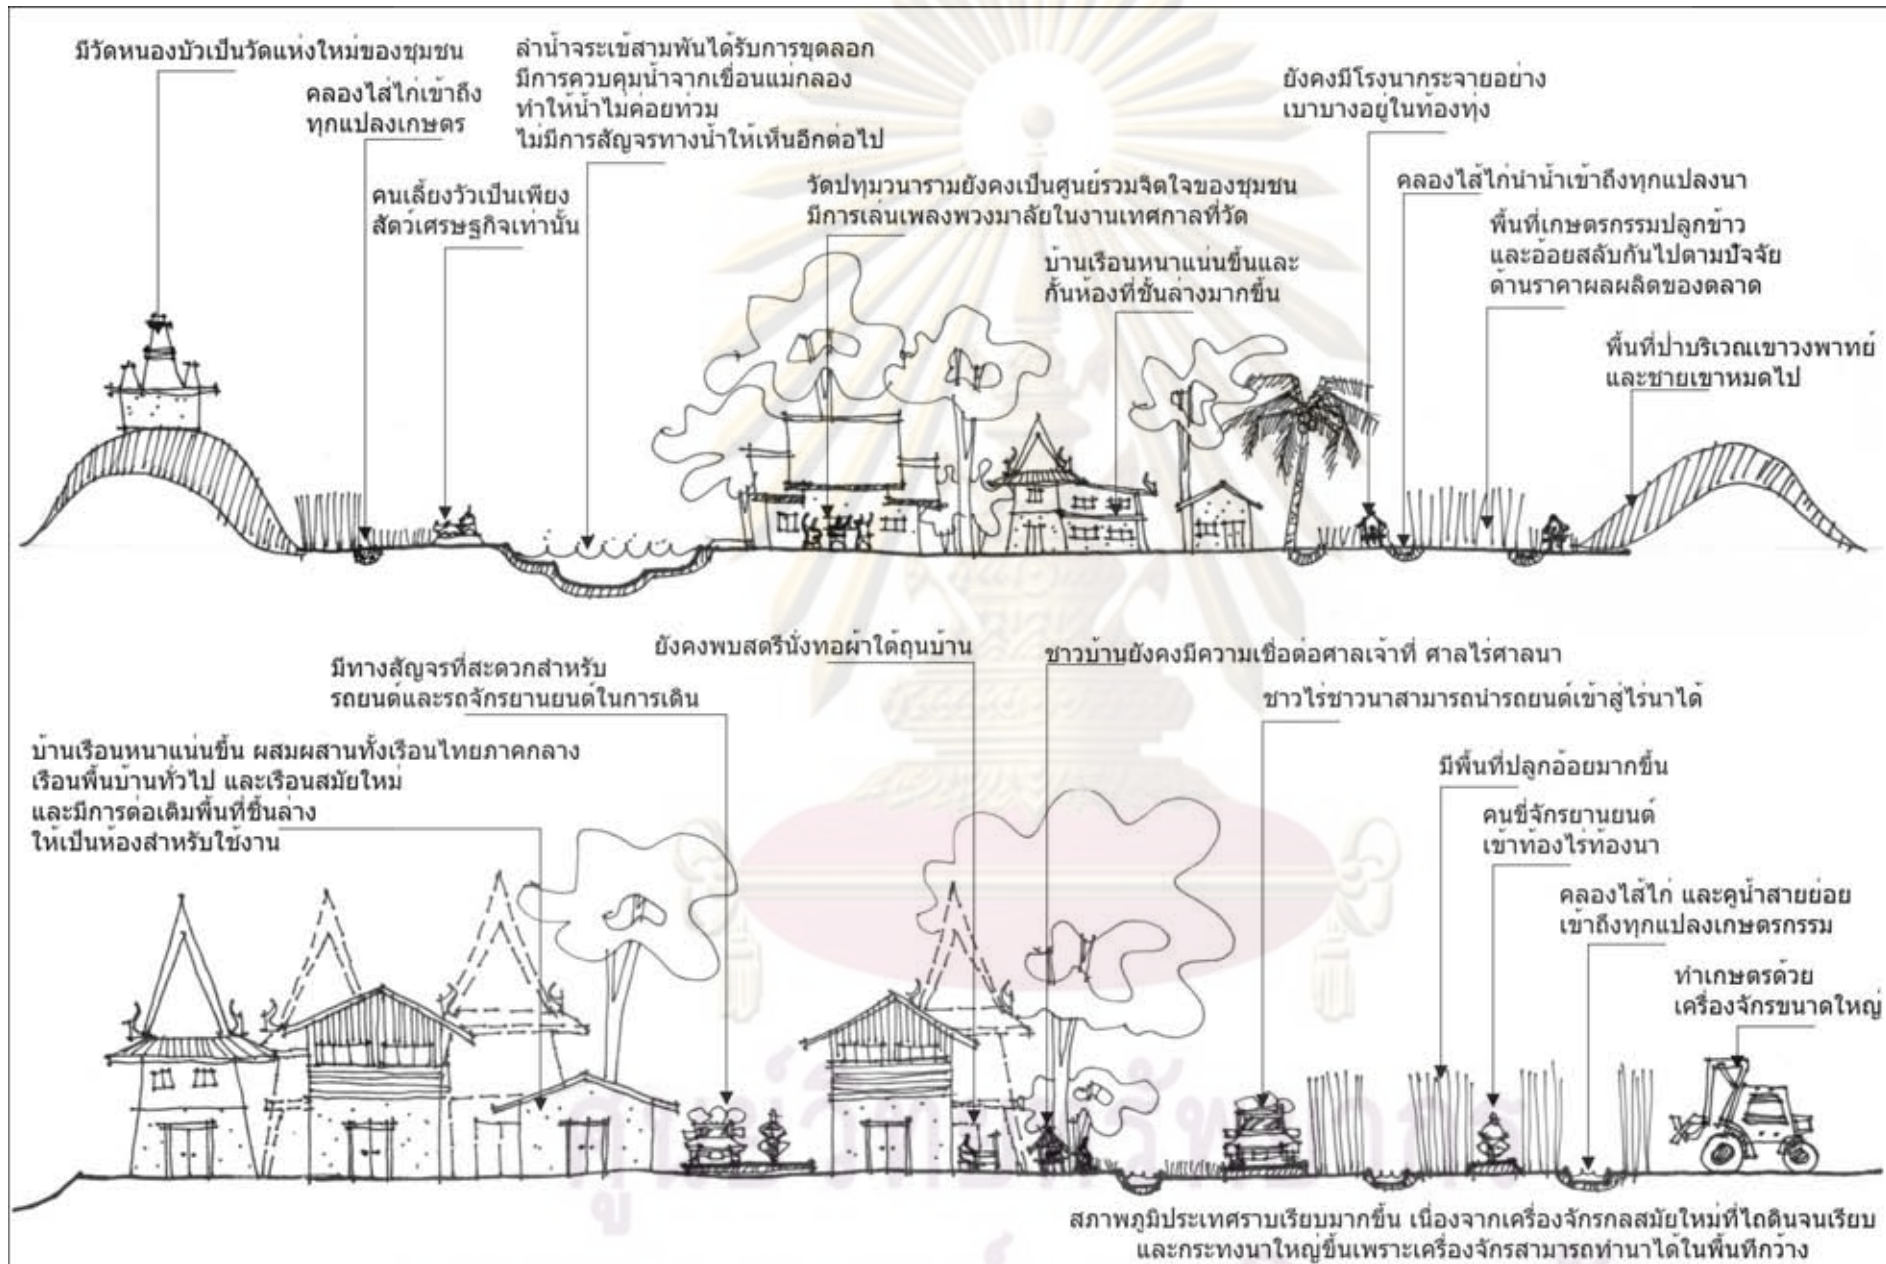 มีวัดหนองบัวเป็นวัดแห่งใหม่ของชุมชน
คลองไส่ไก่เข้าถึง
ทุกแปลงเกษตร
ลำน้ำจระเข้สามพันได้รับการขุดลอก
มีการควบคุมน้ำจากเขื่อนแม่กลอง
ทำให้น้ำไม่ค่อยท่วม
ไม่มีการสัญจรทางน้ำให้เห็นอีกต่อไป
คนเลี้ยงวัวเป็นเพียง
สัตว์เศรษฐกิจเท่านั้น
วัดปทุมวนารามยังคงเป็นศูนย์รวมจิตใจของชุมชน
มีการเล่นเพลงพวงมาลัยในงานเทศกาลที่วัด
บ้านเรือนหนาแน่นขึ้นและ
กั้นห้องที่ชั้นล่างมากขึ้น
ยังคงมีโรงนากระจายอย่าง
เบาบางอยู่ในท้องทุ่ง
คลองไส้ไก่นำน้ำเข้าถึงทุกแปลงนา
พื้นที่เกษตรกรรมปลูกข้าว
และอ้อยสลับกันไปตามปัจจัย
ด้านราคาผลผลิตของตลาด
พื้นที่ป่าบริเวณเขาวงพาทย์
และชายเขาหมดไป
ยังคงพบสตรีนั่งทอผ้าใต้ถุนบ้าน
ชาวบ้านยังคงมีความเชื่อต่อศาลเจ้าที่ ศาลไร่ศาลนา
มีทางสัญจรที่สะดวกสำหรับ
รถยนต์และรถจักรยานยนต์ในการเดิน
ชาวไร่ชาวนาสามารถนำรถยนต์เข้าสู่ไร่นาได้
บ้านเรือนหนาแน่นขึ้น ผสมผสานทั้งเรือนไทยภาคกลาง
เรือนพื้นบ้านทั่วไป และเรือนสมัยใหม่
และมีการต่อเติมพื้นที่ชั้นล่าง
ให้เป็นห้องสำหรับใช้งาน
มีพื้นที่ปลูกอ้อยมากขึ้น
คนขี่จักรยานยนต์
เข้าท้องไร่ท้องนา
คลองไส้ไก่ และคูน้ำสายย่อย
เข้าถึงทุกแปลงเกษตรกรรม
ทำเกษตรด้วย
เครื่องจักรขนาดใหญ่
สภาพภูมิประเทศราบเรียบมากขึ้น เนื่องจากเครื่องจักรกลสมัยใหม่ที่ไถดินจนเรียบ
และกระทงนาใหญ่ขึ้นเพราะเครื่องจักรสามารถทำนาได้ในพื้นที่กว้าง
ศูนย์วิทยทรัพยากร